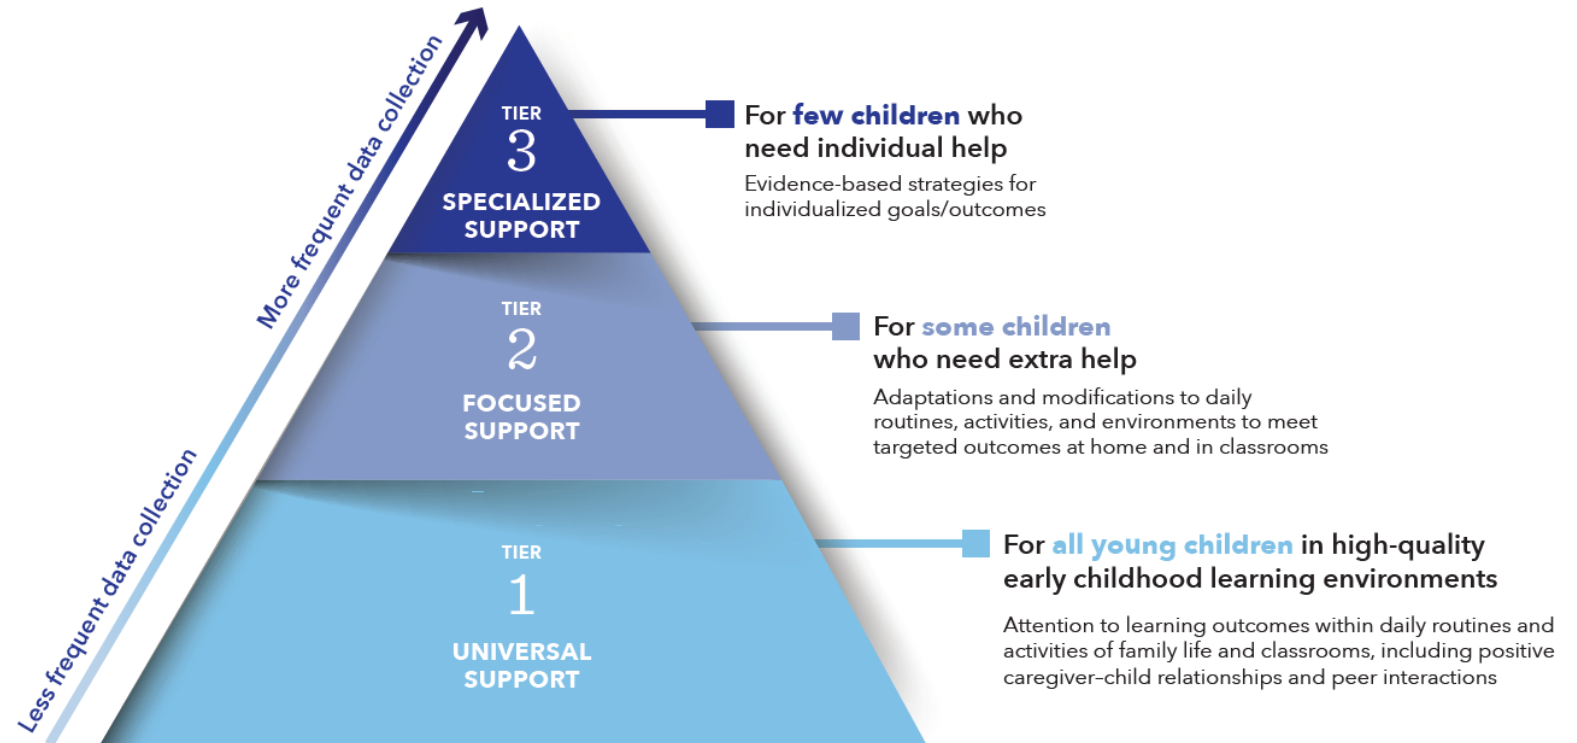 More frequent data collection
Less frequent data collection
TIER
3
SPECIALIZED
SUPPORT
For few children who
need individual help
Evidence-based strategies for
individualized goals/outcomes
TIER
2
FOCUSED
SUPPORT
For some children
who need extra help
Adaptations and modifications to daily
routines, activities, and environments to meet
targeted outcomes at home and in classrooms
TIER
1
UNIVERSAL
SUPPORT
For all young children in high-quality
early childhood learning environments
Attention to learning outcomes within daily routines and
activities of family life and classrooms, including positive
caregiver–child relationships and peer interactions